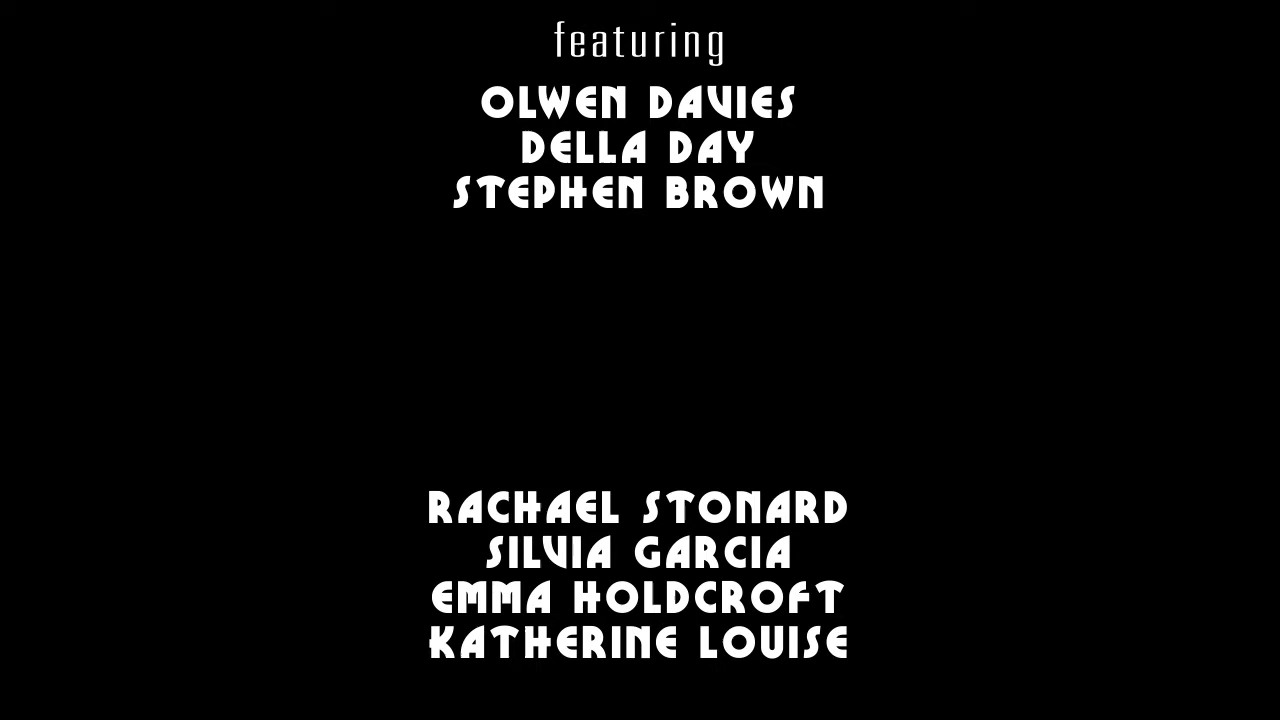 featuring
OLWEN DAVIES
DELLA DAY
STEPHEN BROWN
RACHAEL STONARD
SILVIA GARCIA
EMMA HOLDCROFT
KATHERINE LOUISE